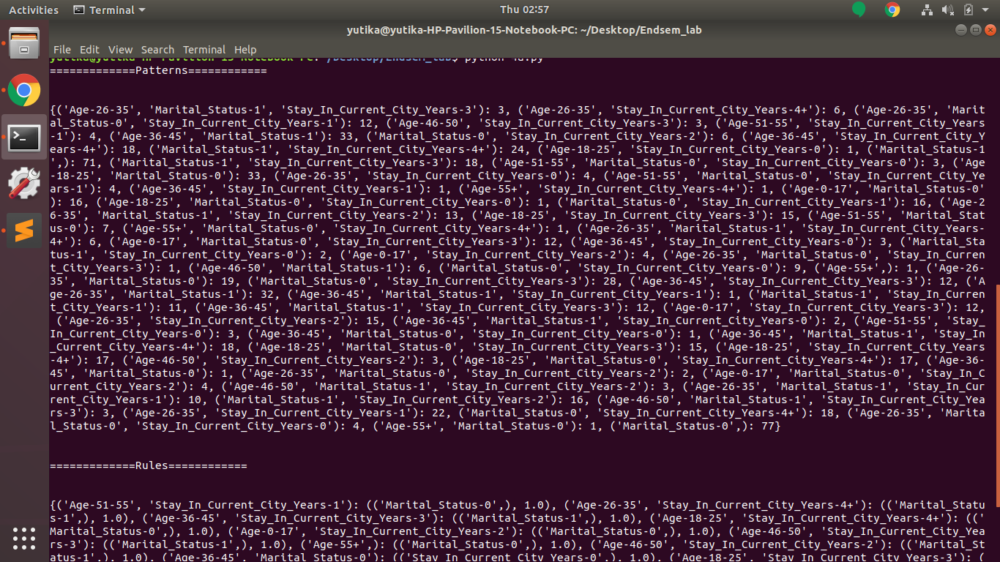 Activities
Terminal
Thu 02:57
yutika@yutika-HP-Pavilion-15-Notebook-PC: ~/Desktop/Endsem_lab
File Edit View Search Terminal Help
yutika@yutika-HP-Pavilion-15-Notebook-PC:~/Desktop/Endsem_lab$ python 4a.py
=============Patterns============
{('Age-26-35', 'Marital_Status-1', 'Stay_In_Current_City_Years-3'): 3, ('Age-26-35', 'Stay_In_Current_City_Years-4+'): 6, ('Age-26-35', 'Marit
al_Status-0', 'Stay_In_Current_City_Years-1'): 12, ('Age-46-50', 'Stay_In_Current_City_Years-3'): 3, ('Age-51-55', 'Stay_In_Current_City_Years
-1'): 4, ('Age-36-45', 'Marital_Status-1'): 33, ('Marital_Status-0', 'Stay_In_Current_City_Years-2'): 6, ('Age-36-45', 'Stay_In_Current_City_Y
ears-4+'): 18, ('Marital_Status-1', 'Stay_In_Current_City_Years-4+'): 24, ('Age-18-25', 'Stay_In_Current_City_Years-0'): 1, ('Marital_Status-1
',): 71, ('Marital_Status-1', 'Stay_In_Current_City_Years-3'): 18, ('Age-51-55', 'Marital_Status-0', 'Stay_In_Current_City_Years-0'): 3, ('Age
-18-25', 'Marital_Status-0'): 33, ('Age-26-35', 'Stay_In_Current_City_Years-0'): 4, ('Age-51-55', 'Marital_Status-0', 'Stay_In_Current_City_Ye
ars-1'): 4, ('Age-36-45', 'Stay_In_Current_City_Years-1'): 1, ('Age-55+', 'Stay_In_Current_City_Years-4+'): 1, ('Age-0-17', 'Marital_Status-0'
): 16, ('Age-18-25', 'Marital_Status-0', 'Stay_In_Current_City_Years-0'): 1, ('Marital_Status-0', 'Stay_In_Current_City_Years-1'): 16, ('Age-2
6-35', 'Marital_Status-1', 'Stay_In_Current_City_Years-2'): 13, ('Age-18-25', 'Stay_In_Current_City_Years-3'): 15, ('Age-51-55', 'Marital_Stat
us-0'): 7, ('Age-55+', 'Marital_Status-0', 'Stay_In_Current_City_Years-4+'): 1, ('Age-26-35', 'Marital_Status-1', 'Stay_In_Current_City_Years-
4+'): 6, ('Age-0-17', 'Marital_Status-0', 'Stay_In_Current_City_Years-3'): 12, ('Age-36-45', 'Stay_In_Current_City_Years-0'): 3, ('Marital_Sta
tus-1', 'Stay_In_Current_City_Years-0'): 2, ('Age-0-17', 'Stay_In_Current_City_Years-2'): 4, ('Age-26-35', 'Marital_Status-0', 'Stay_In_Curren
t_City_Years-3'): 1, ('Age-46-50', 'Marital_Status-1'): 6, ('Marital_Status-0', 'Stay_In_Current_City_Years-0'): 9, ('Age-55+',): 1, ('Age-26-
35', 'Marital_Status-0'): 19, ('Marital_Status-0', 'Stay_In_Current_City_Years-3'): 28, ('Age-36-45', 'Stay_In_Current_City_Years-3'): 12, ('A
ge-26-35', 'Marital_Status-1'): 32, ('Age-36-45', 'Marital_Status-1', 'Stay_In_Current_City_Years-1'): 1, ('Marital_Status-1', 'Stay_In_Curren
t_City_Years-1'): 11, ('Age-36-45', 'Marital_Status-1', 'Stay_In_Current_City_Years-3'): 12, ('Age-0-17', 'Stay_In_Current_City_Years-3'): 12,
('Age-26-35', 'Stay_In_Current_City_Years-2'): 15, ('Age-36-45', 'Marital_Status-1', 'Stay_In_Current_City_Years-0'): 2, ('Age-51-55', 'Stay_
In_Current_City_Years-0'): 3, ('Age-36-45', 'Marital_Status-0', 'Stay_In_Current_City_Years-0'): 1, ('Age-36-45', 'Marital_Status-1', 'Stay_In
_Current_City_Years-4+'): 18, ('Age-18-25', 'Marital_Status-0', 'Stay_In_Current_City_Years-3'): 15, ('Age-18-25', 'Stay_In_Current_City_Years
-4+'): 17, ('Age-46-50', 'Stay_In_Current_City_Years-2'): 3, ('Age-18-25', 'Marital_Status-0', 'Stay_In_Current_City_Years-4+'): 17, ('Age-36-
45', 'Marital_Status-0'): 1, ('Age-26-35', 'Marital_Status-0', 'Stay_In_Current_City_Years-2'): 2, ('Age-0-17', 'Marital_Status-0', 'Stay_In_C
urrent_City_Years-2'): 4, ('Age-46-50', 'Marital_Status-1', 'Stay_In_Current_City_Years-2'): 3, ('Age-26-35', 'Marital_Status-1', 'Stay_In_Cur
rent_City_Years-1'): 10, ('Marital_Status-1', 'Stay_In_Current_City_Years-2'): 16, ('Age-46-50', 'Marital_Status-1', 'Stay_In_Current_City_Yea
rs-3'): 3, ('Age-26-35', 'Stay_In_Current_City_Years-1'): 22, ('Marital_Status-0', 'Stay_In_Current_City_Years-4+'): 18, ('Age-26-35', 'Marita
l_Status-0', 'Stay_In_Current_City_Years-0'): 4, ('Age-55+', 'Marital_Status-0'): 1, ('Marital_Status-0',): 77}
=============Rules============
{('Age-51-55', 'Stay_In_Current_City_Years-1'): (('Marital_Status-0',), 1.0), ('Age-26-35', 'Stay_In_Current_City_Years-4+'): (('Marital_Statu
s-1',), 1.0), ('Age-36-45', 'Stay_In_Current_City_Years-3'): (('Marital_Status-1',), 1.0), ('Age-18-25', 'Stay_In_Current_City_Years-4+'): (('
Marital_Status-0',), 1.0), ('Age-0-17', 'Stay_In_Current_City_Years-2'): (('Marital_Status-0',), 1.0), ('Age-46-50', 'Stay_In_Current_City_Yea
rs-3'): (('Marital_Status-1',), 1.0), ('Age-55+',): (('Marital_Status-0',), 1.0), ('Age-46-50', 'Stay_In_Current_City_Years-2'): (('Marital_St
atus-1',), 1.0), ('Age-36-45', 'Marital_Status-0'): (('Stay_In_Current_City_Years-0',), 1.0), ('Age-18-25', 'Stay_In_Current_City_Years-3'): (